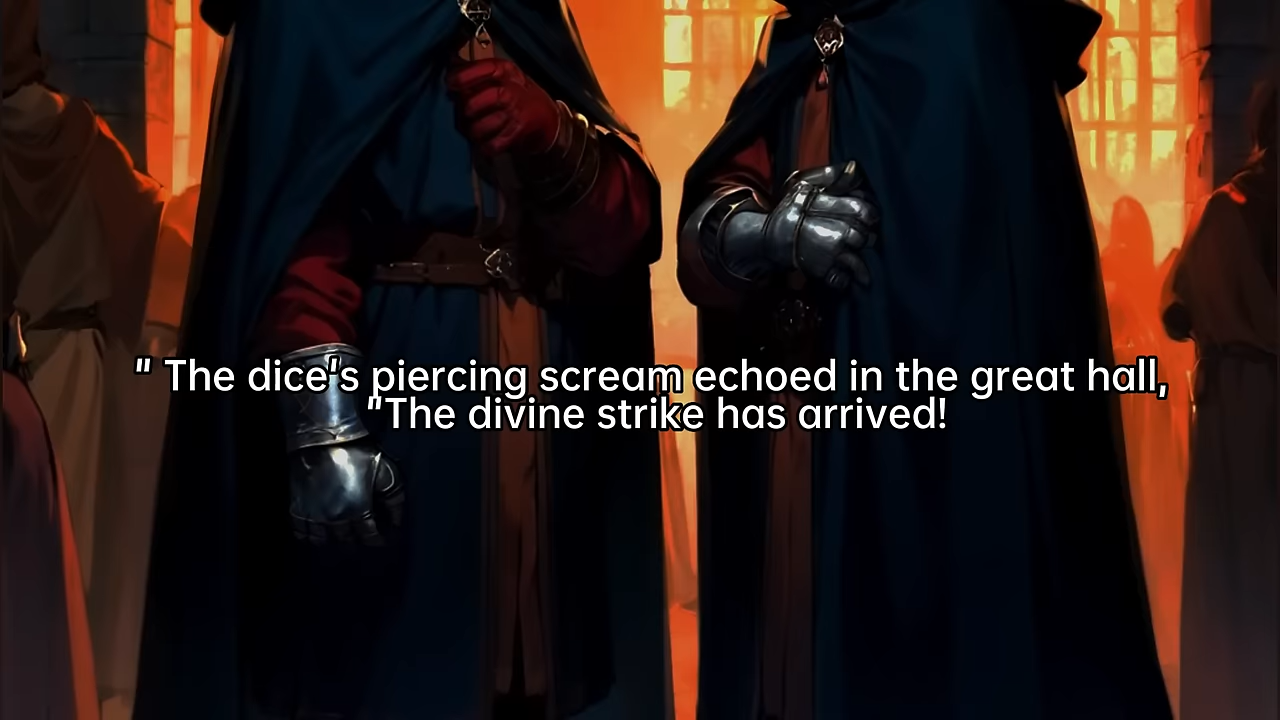 " The dice's piercing scream echoed in the great hall,
"The divine strike has arrived!